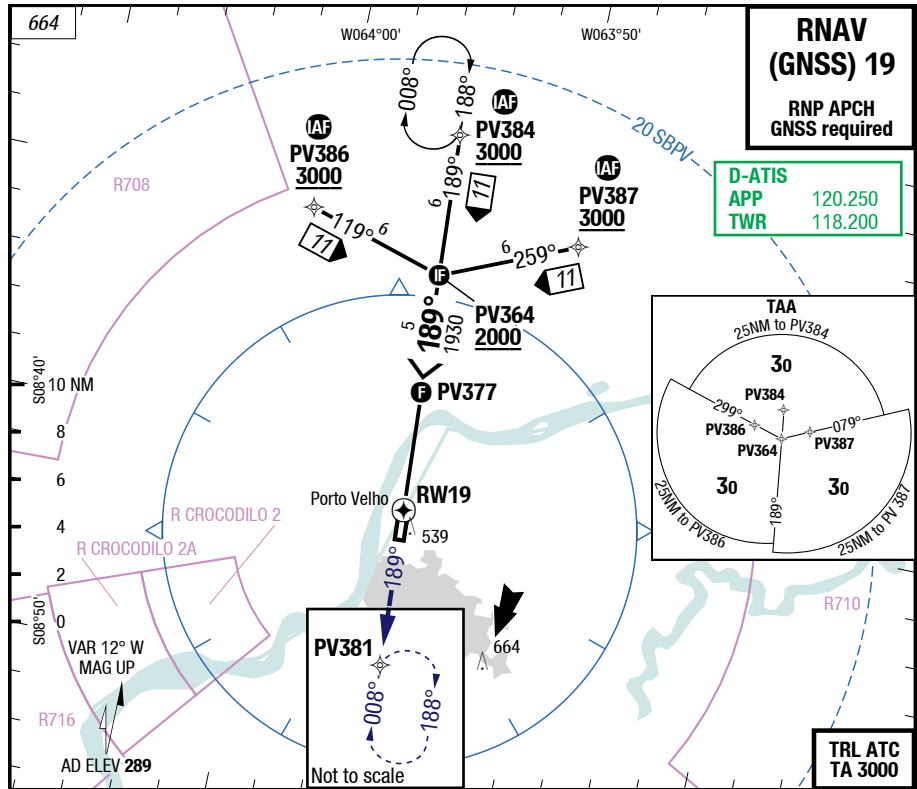 664
W064°00'
W063°50'
RNAV
(GNSS) 19
RNP APCH
GNSS required
D-ATIS
APP 120.250
TWR 118.200
20 SBPV
008°
188°
IAF
PV384
3000
IAF
PV386
3000
IAF
PV387
3000
R708
189°
6
11
119°
6
11
6
259°
11
IF
PV364
2000
5
189°
1930
F PV377
S08°40'
10 NM
8
6
4
2
0
S08°50'
Porto Velho
RW19
539
R CROCODILO 2
R CROCODILO 2A
189°
664
PV381
008°
188°
Not to scale
VAR 12° W
MAG UP
R716
AD ELEV 289
R710
TAA
25NM to PV384
30
PV384
299°
PV386
079°
PV387
PV364
30
30
189°
25NM to PV386
25NM to PV 387
TRL ATC
TA 3000